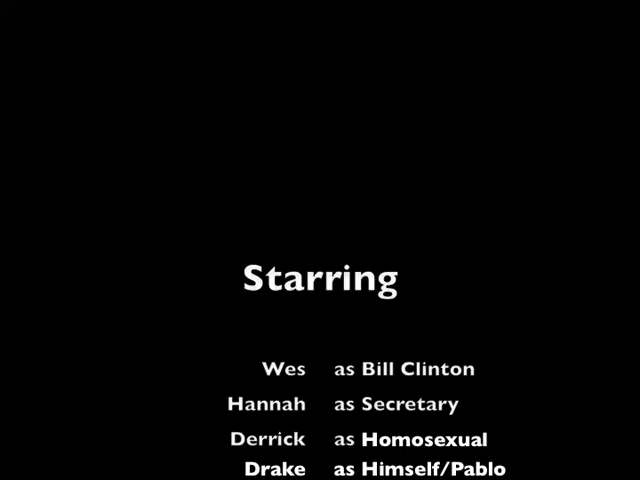 Starring
Wes as Bill Clinton
Hannah as Secretary
Derrick as Homosexual
Drake as Himself/Pablo